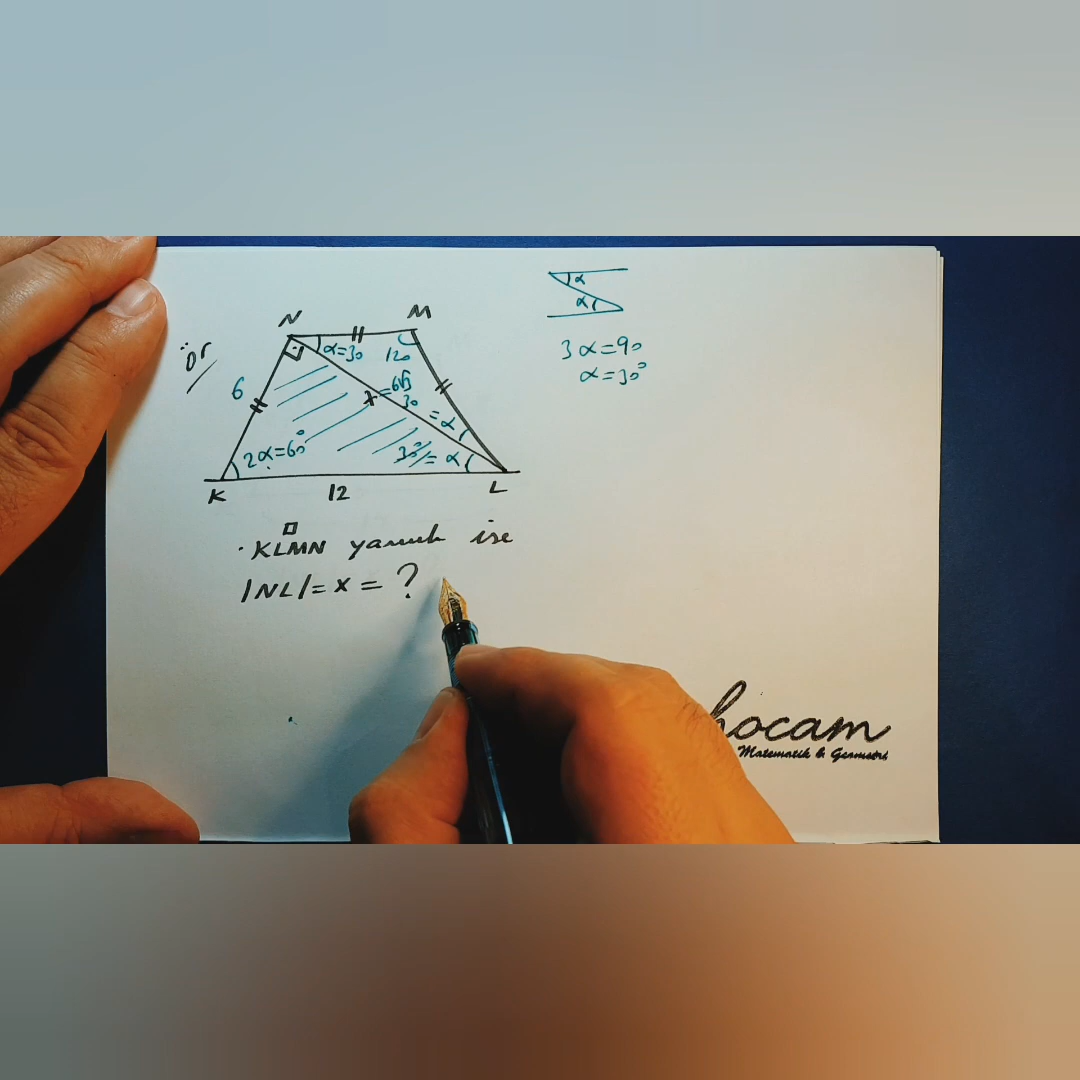 ör
N M
α=30 120
6
x=6√3
30
=α
2α=60°
30°=α
K 12 L
α
α
3α=90
α=30°
· KLMN yamuk ise
|NL|=x=?
hocam
Matematik & Geometri